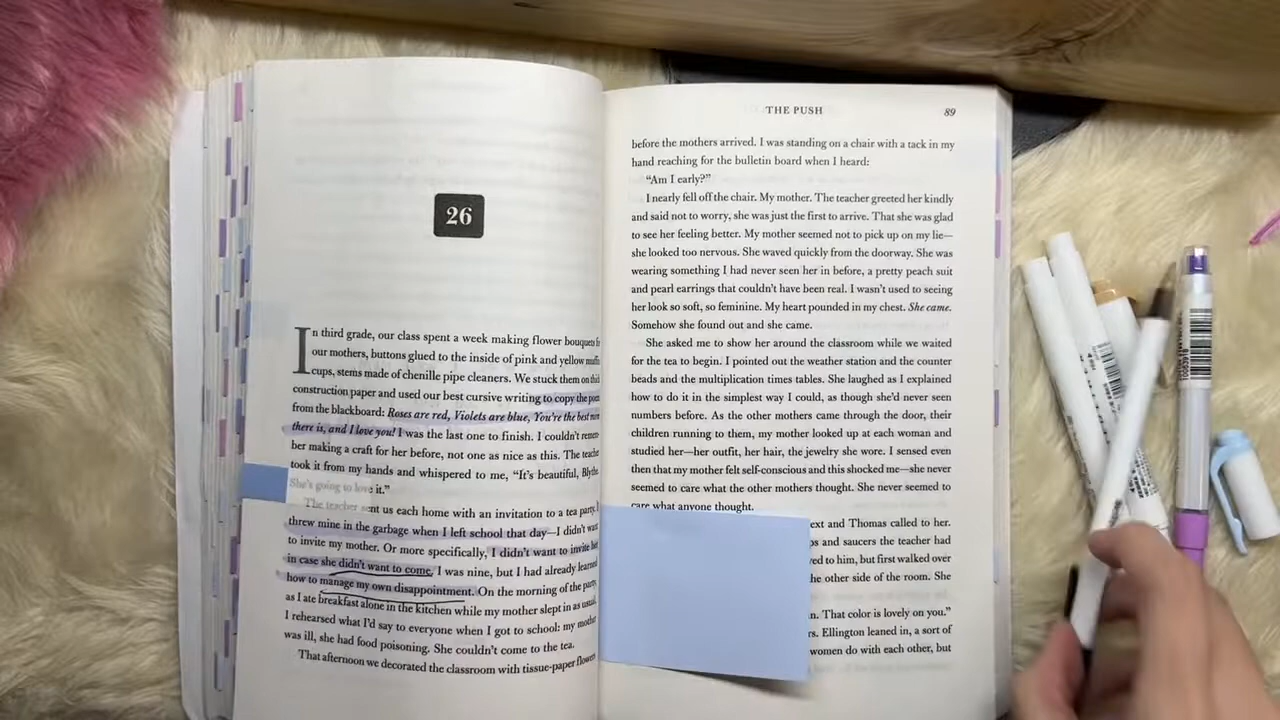 26
In third grade, our class spent a week making flower bouquets
our mothers, buttons glued to the inside of pink and yellow
cups, stems made of chenille pipe cleaners. We stuck them on
construction paper and used our best cursive writing to copy the
from the blackboard: Roses are red, Violets are blue, You're the best
there is, and I love you! I was the last one to finish. I couldn't
ber making a craft for her before, not one as nice as this. The
took it from my hands and whispered to me, “It's beautiful, Blythe.
She's going to love it.”
The teacher sent us each home with an invitation to a tea party. I
threw mine in the garbage when I left school that day—I didn't
to invite my mother. Or more specifically, I didn't want to invite
in case she didn't want to come. I was nine, but I had already learned
how to manage my own disappointment. On the morning of the party,
as I ate breakfast alone in the kitchen while my mother slept in as usual,
I rehearsed what I'd say to everyone when I got to school: my mother
was ill, she had food poisoning. She couldn't come to the tea.
That afternoon we decorated the classroom with tissue-paper flowers
THE PUSH
89
before the mothers arrived. I was standing on a chair with a tack in my
hand reaching for the bulletin board when I heard:
“Am I early?”
I nearly fell off the chair. My mother. The teacher greeted her kindly
and said not to worry, she was just the first to arrive. That she was glad
to see her feeling better. My mother seemed not to pick up on my lie—
she looked too nervous. She waved quickly from the doorway. She was
wearing something I had never seen her in before, a pretty peach suit
and pearl earrings that couldn't have been real. I wasn't used to seeing
her look so soft, so feminine. My heart pounded in my chest. She came.
Somehow she found out and she came.
She asked me to show her around the classroom while we waited
for the tea to begin. I pointed out the weather station and the counter
beads and the multiplication times tables. She laughed as I explained
how to do it in the simplest way I could, as though she'd never seen
numbers before. As the other mothers came through the door, their
children running to them, my mother looked up at each woman and
studied her—her outfit, her hair, the jewelry she wore. I sensed even
then that my mother felt self-conscious and this shocked me—she never
seemed to care what the other mothers thought. She never seemed to
care what anyone thought.
ext and Thomas called to her.
and saucers the teacher had
to him, but first walked over
he other side of the room. She
That color is lovely on you.”
Ellington leaned in, a sort of
women do with each other, but